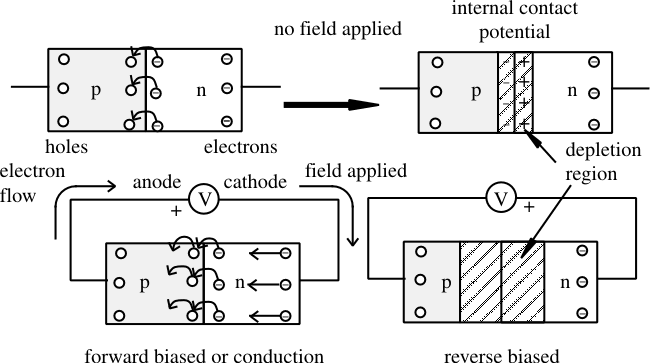 internal contact
potential
no field applied
p
n
p
n
holes
electrons
depletion
region
electron
flow
anode
cathode
field applied
V
+
V
+
p
n
p
n
forward biased or conduction
reverse biased